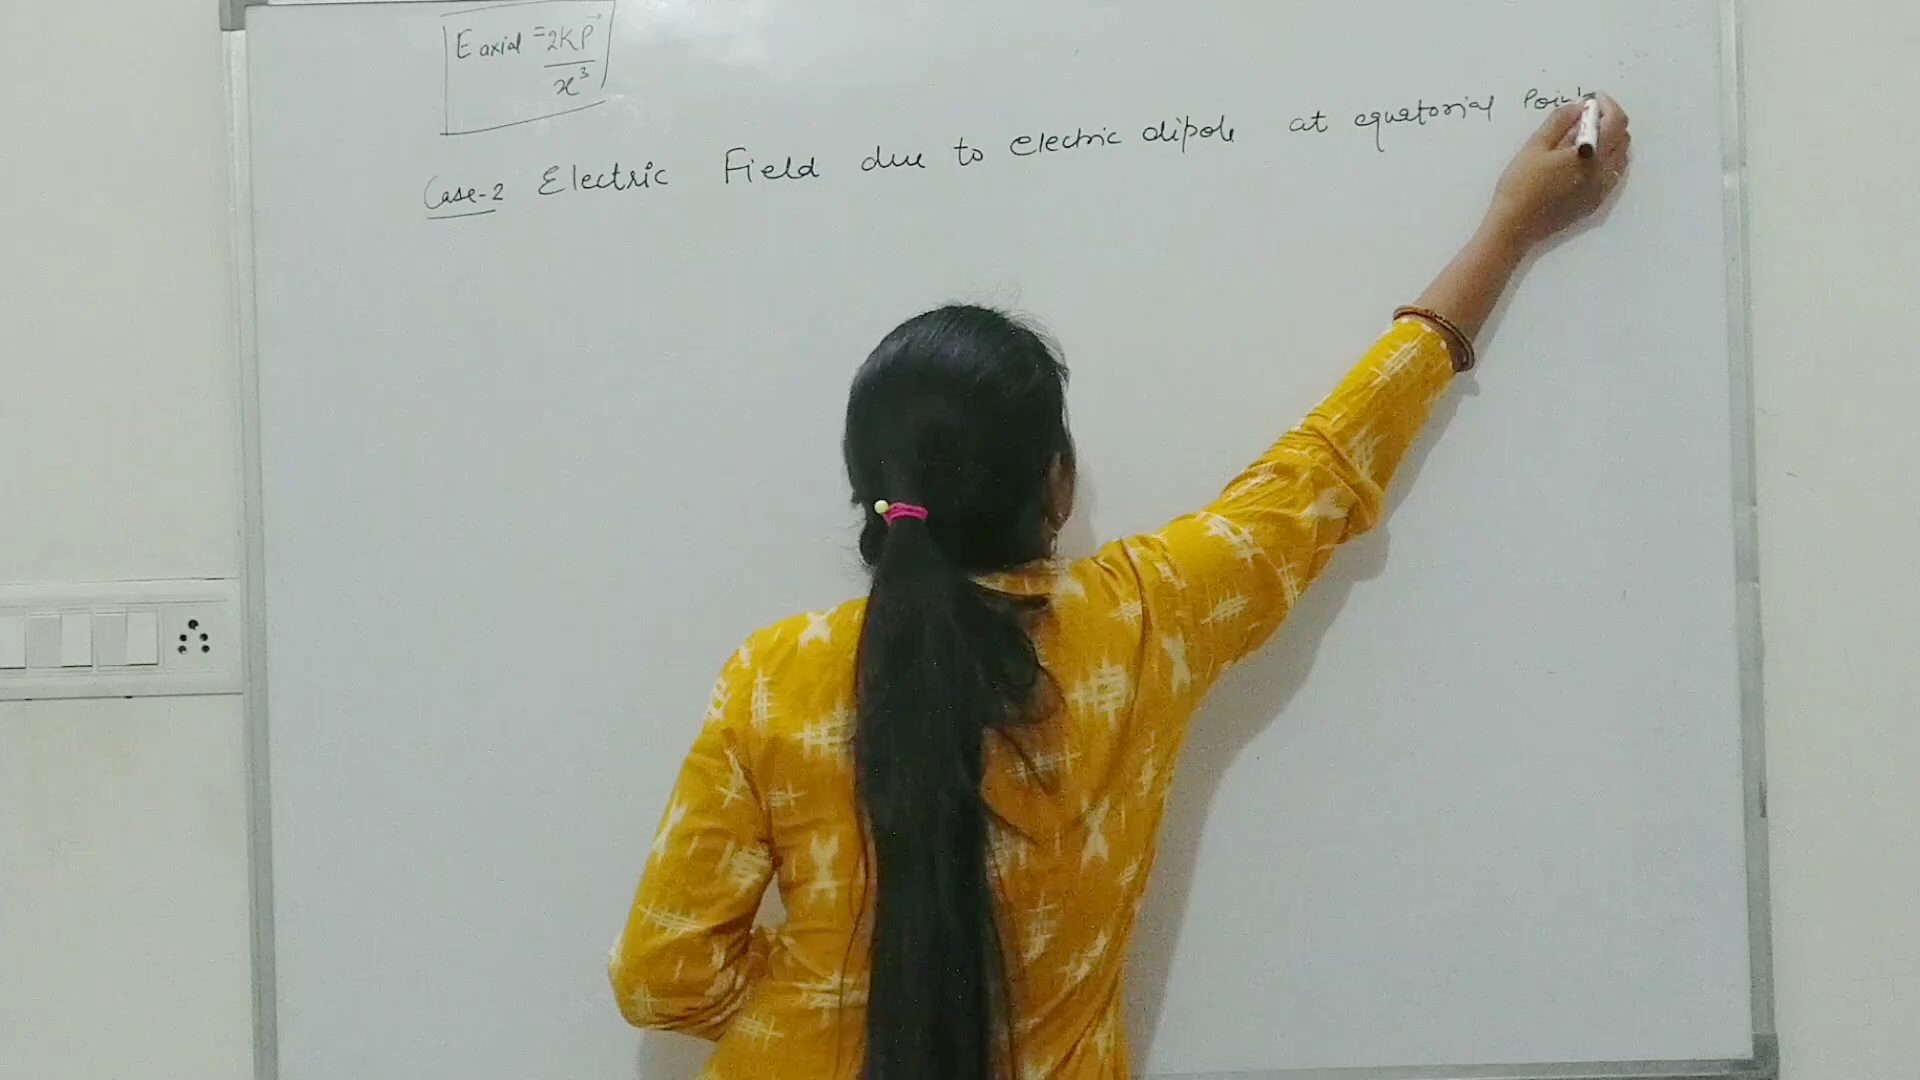 E axial = 2KP⃗
x³
Case-2 Electric Field due to electric dipole at equatorial Point